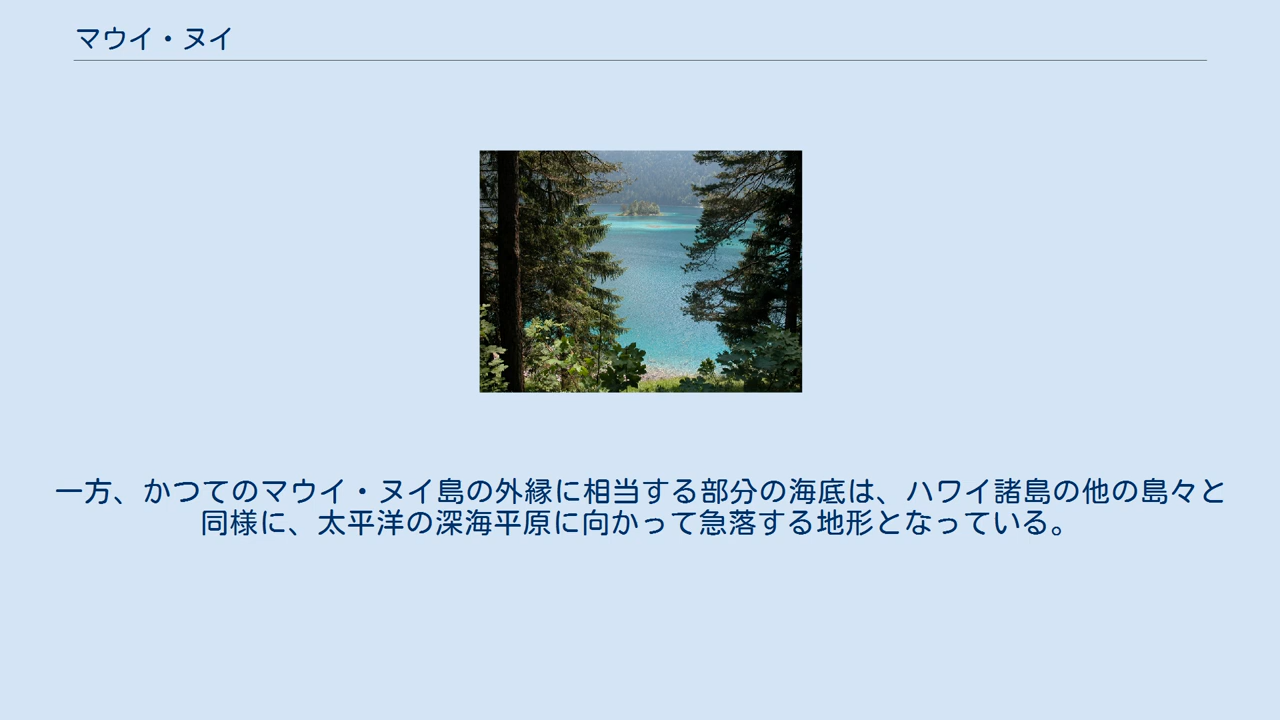 マウイ・ヌイ
一方、かつてのマウイ・ヌイ島の外縁に相当する部分の海底は、ハワイ諸島の他の島々と
同様に、太平洋の深海平原に向かって急落する地形となっている。